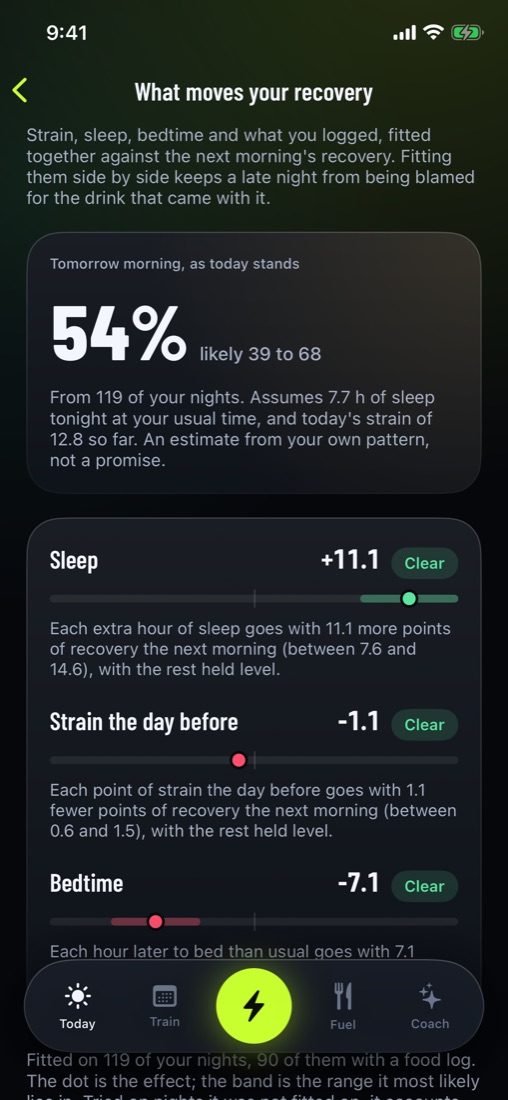 9:41
What moves your recovery
Strain, sleep, bedtime and what you logged, fitted
together against the next morning's recovery. Fitting
them side by side keeps a late night from being blamed
for the drink that came with it.
Tomorrow morning, as today stands
54% likely 39 to 68
From 119 of your nights. Assumes 7.7 h of sleep
tonight at your usual time, and today's strain of
12.8 so far. An estimate from your own pattern,
not a promise.
Sleep +11.1 Clear
Each extra hour of sleep goes with 11.1 more points
of recovery the next morning (between 7.6 and
14.6), with the rest held level.
Strain the day before -1.1 Clear
Each point of strain the day before goes with 1.1
fewer points of recovery the next morning (between
0.6 and 1.5), with the rest held level.
Bedtime -7.1 Clear
Each hour later to bed than usual goes with 7.1
Today Train Fuel Coach
Fitted on 119 of your nights, 90 of them with a food log.
The dot is the effect; the band is the range it most likely